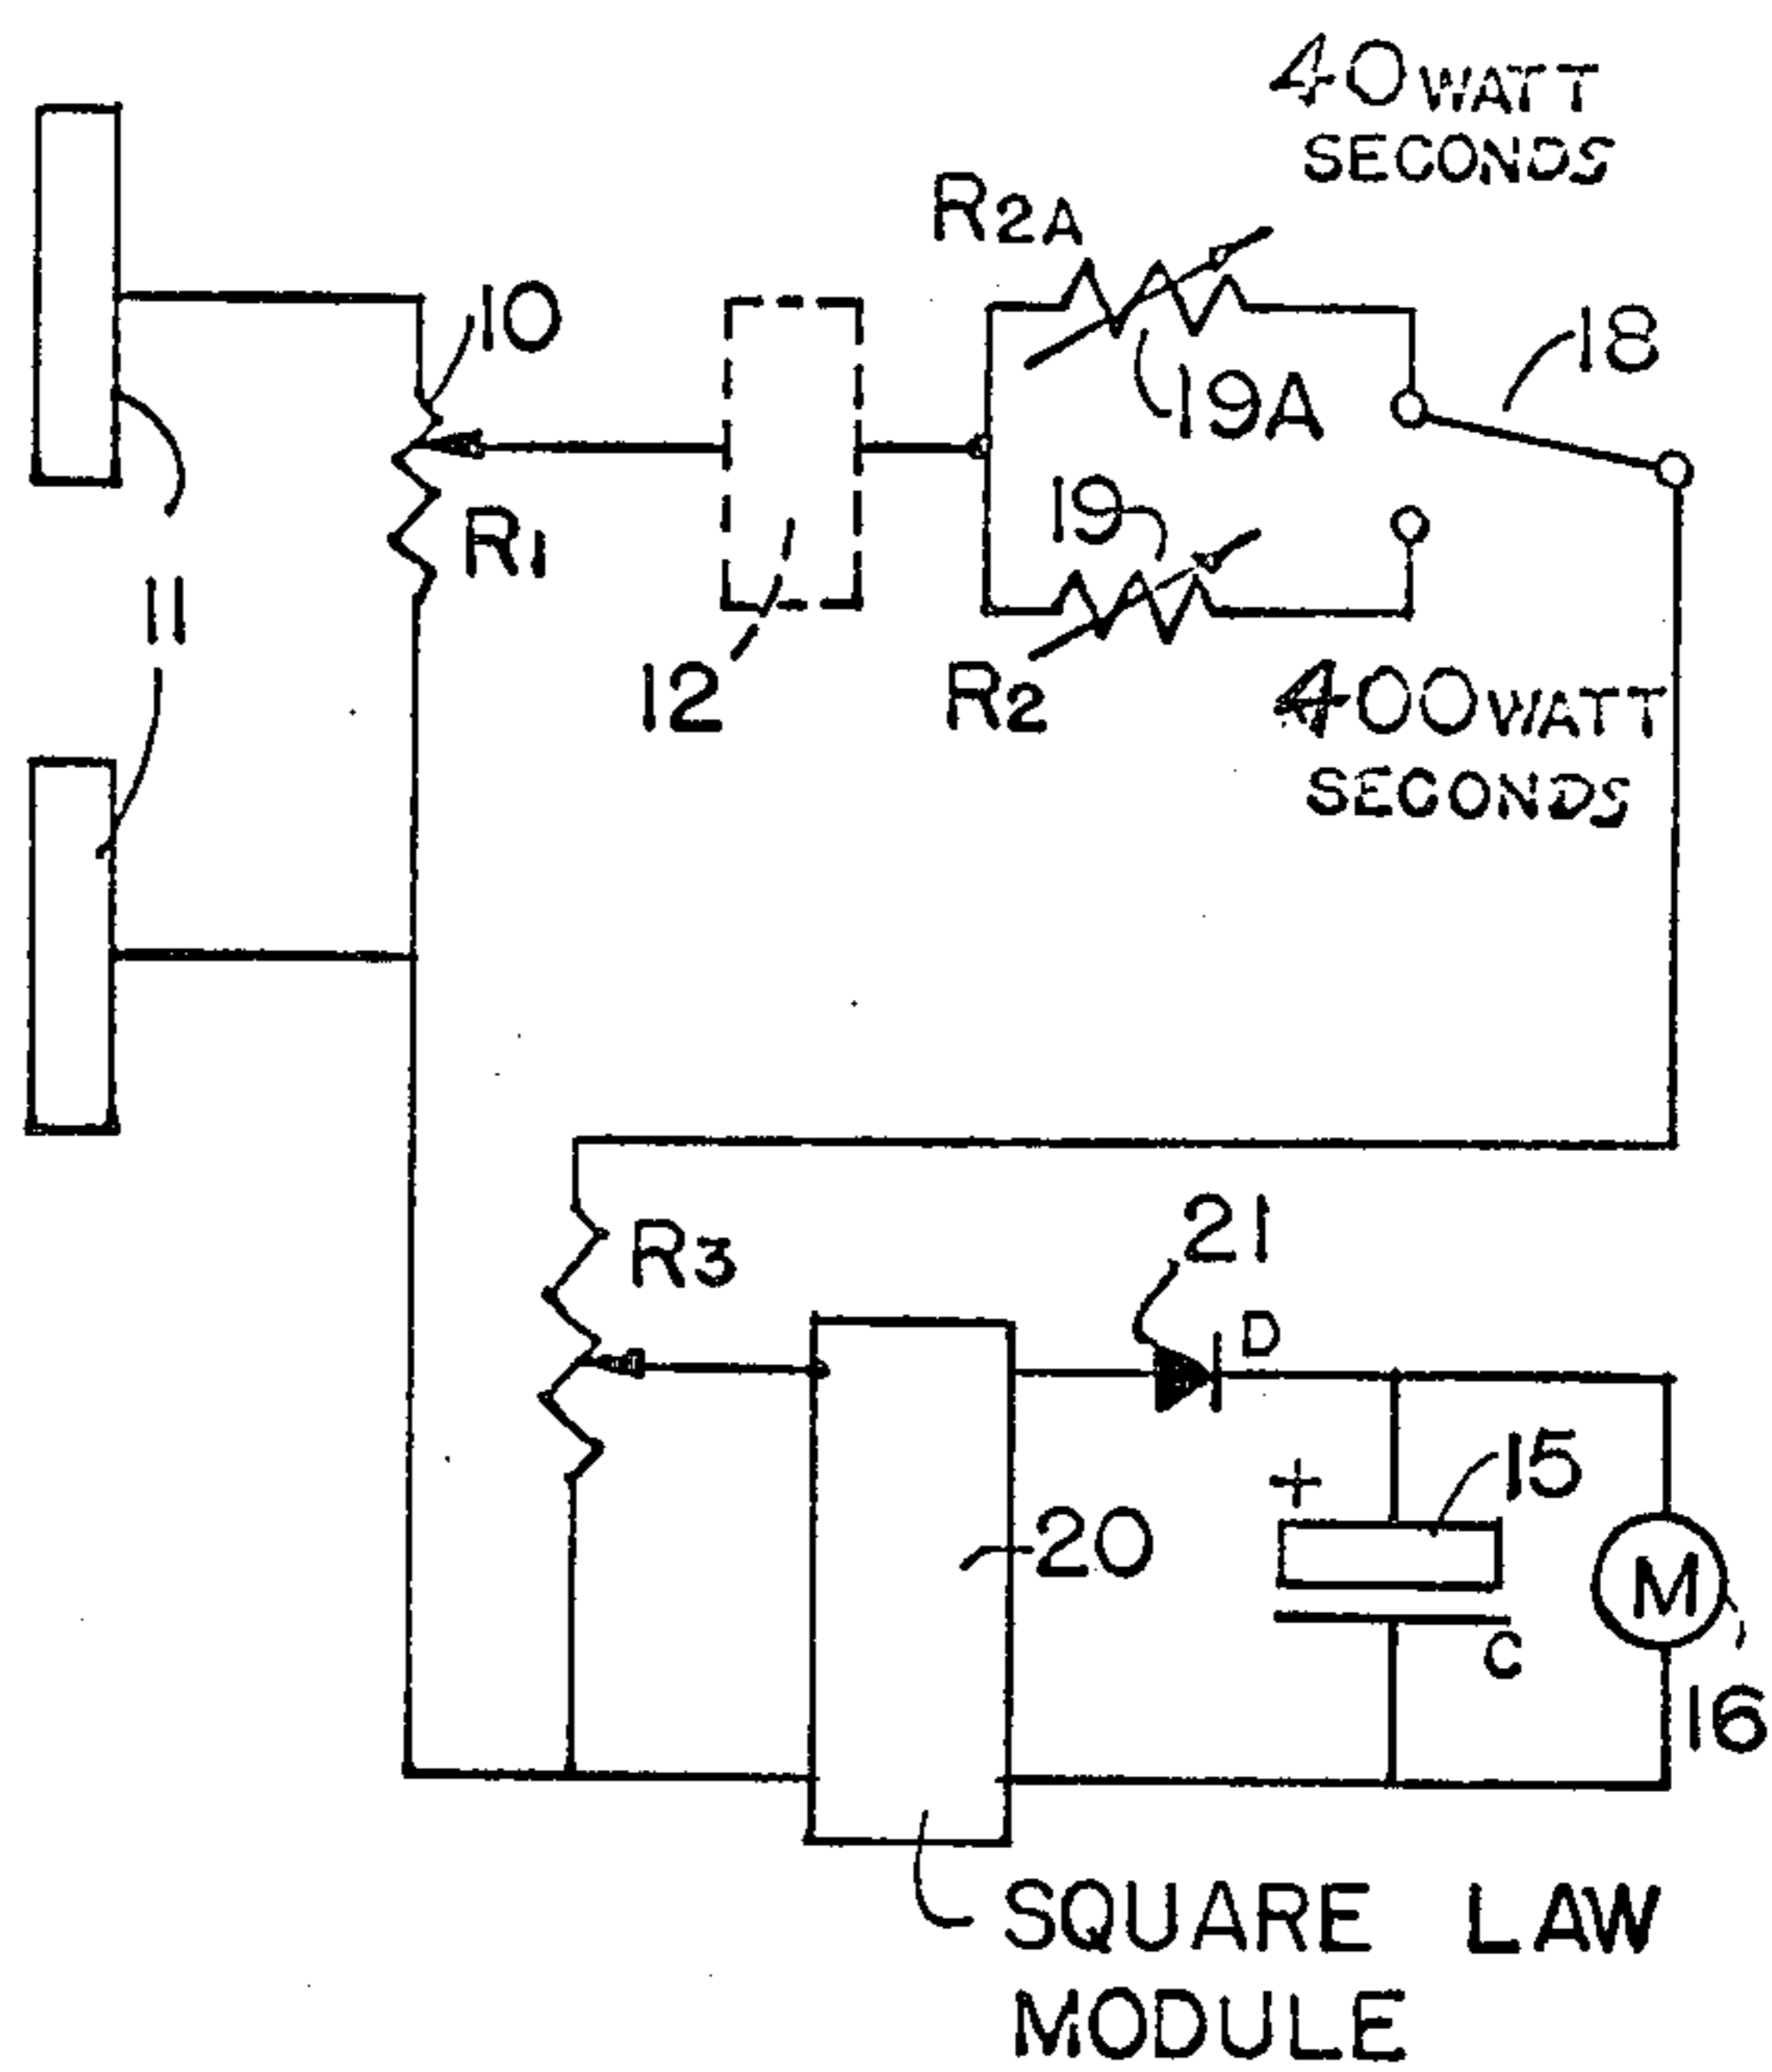 40 WATT
SECONDS
R2A
10
18
19A
19
R1
11
12
R2
400 WATT
SECONDS
21
R3
D
15
+
20
M
C
16
SQUARE LAW
MODULE